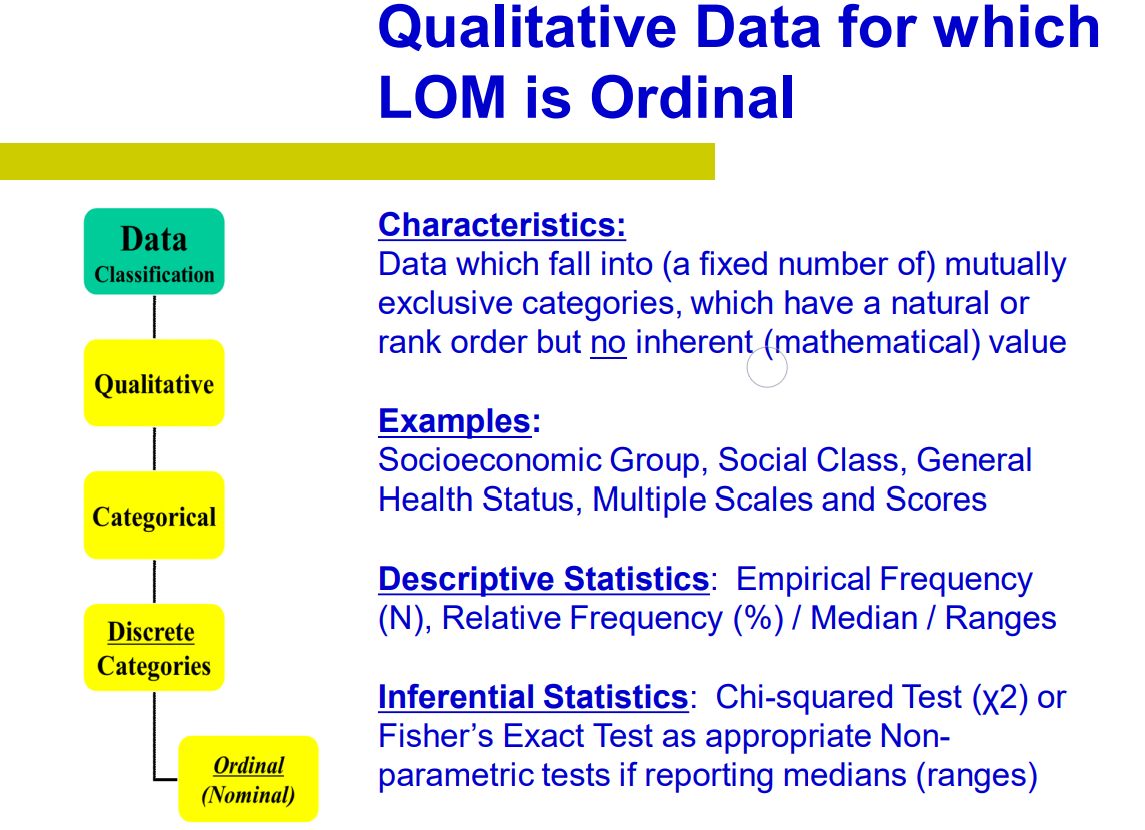 Qualitative Data for which
LOM is Ordinal
Data
Classification
Qualitative
Categorical
Discrete
Categories
Ordinal
(Nominal)
Characteristics:
Data which fall into (a fixed number of) mutually
exclusive categories, which have a natural or
rank order but no inherent (mathematical) value
Examples:
Socioeconomic Group, Social Class, General
Health Status, Multiple Scales and Scores
Descriptive Statistics:  Empirical Frequency
(N), Relative Frequency (%) / Median / Ranges
Inferential Statistics:  Chi-squared Test (χ2) or
Fisher’s Exact Test as appropriate Non-
parametric tests if reporting medians (ranges)